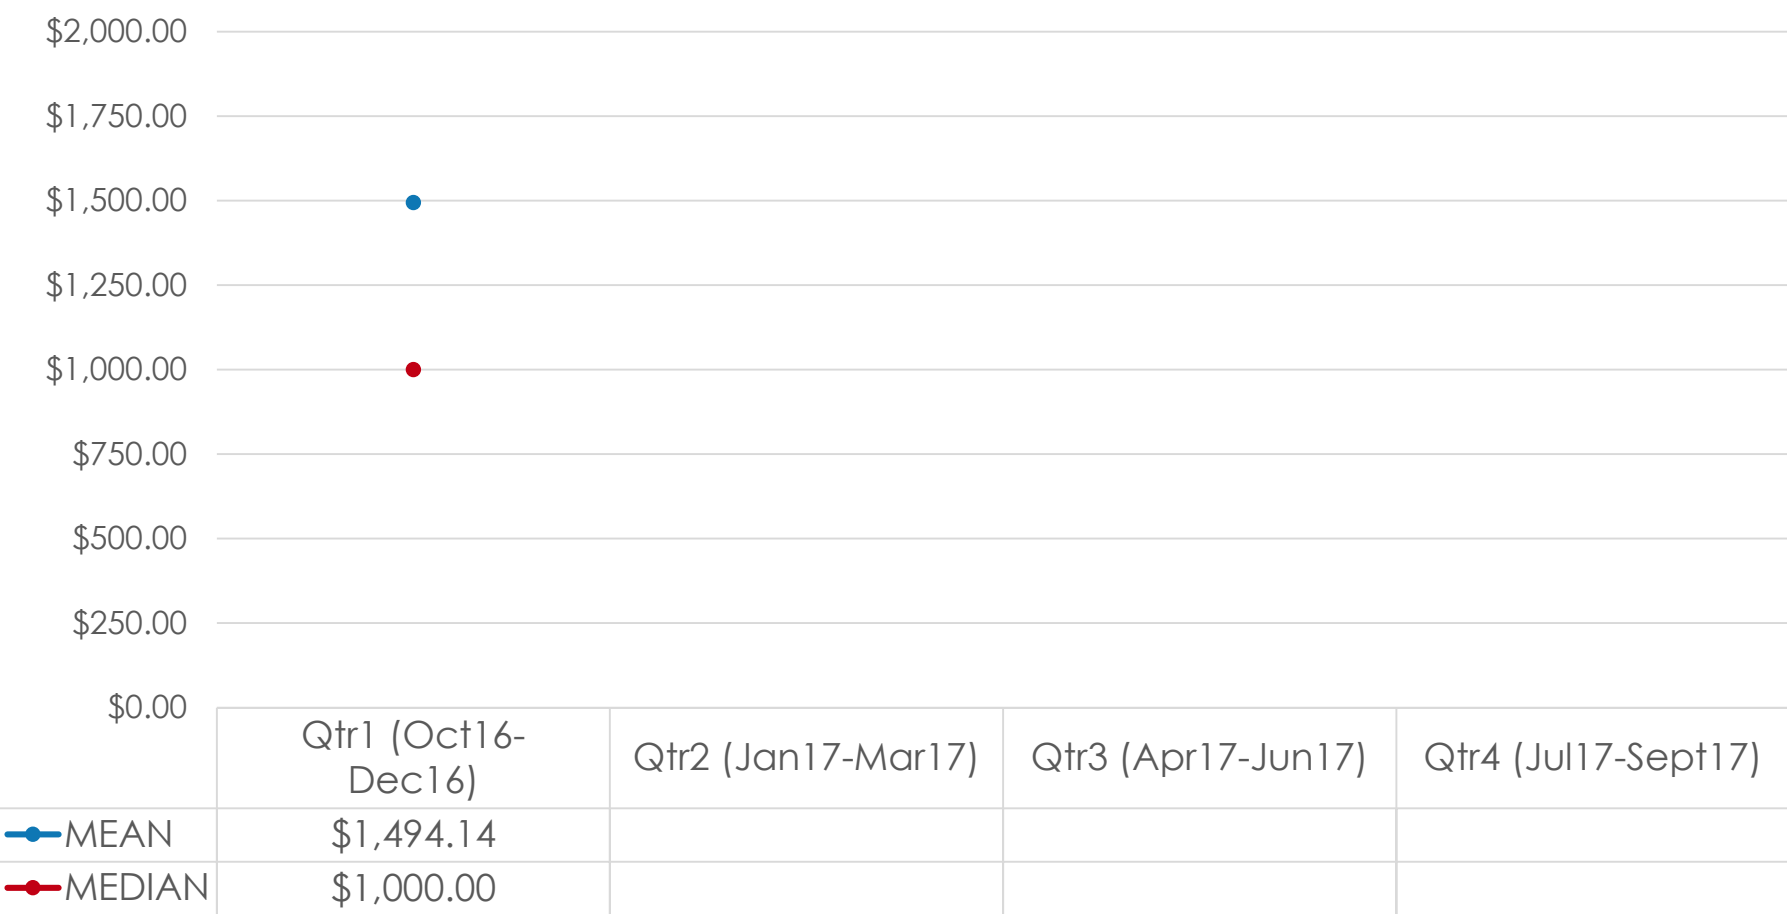 $2,000.00
$1,750.00
$1,500.00
$1,250.00
$1,000.00
$750.00
$500.00
$250.00
$0.00
Qtr1 (Oct16-
Dec16)
Qtr2 (Jan17-Mar17)
Qtr3 (Apr17-Jun17)
Qtr4 (Jul17-Sept17)
MEAN $1,494.14
MEDIAN $1,000.00